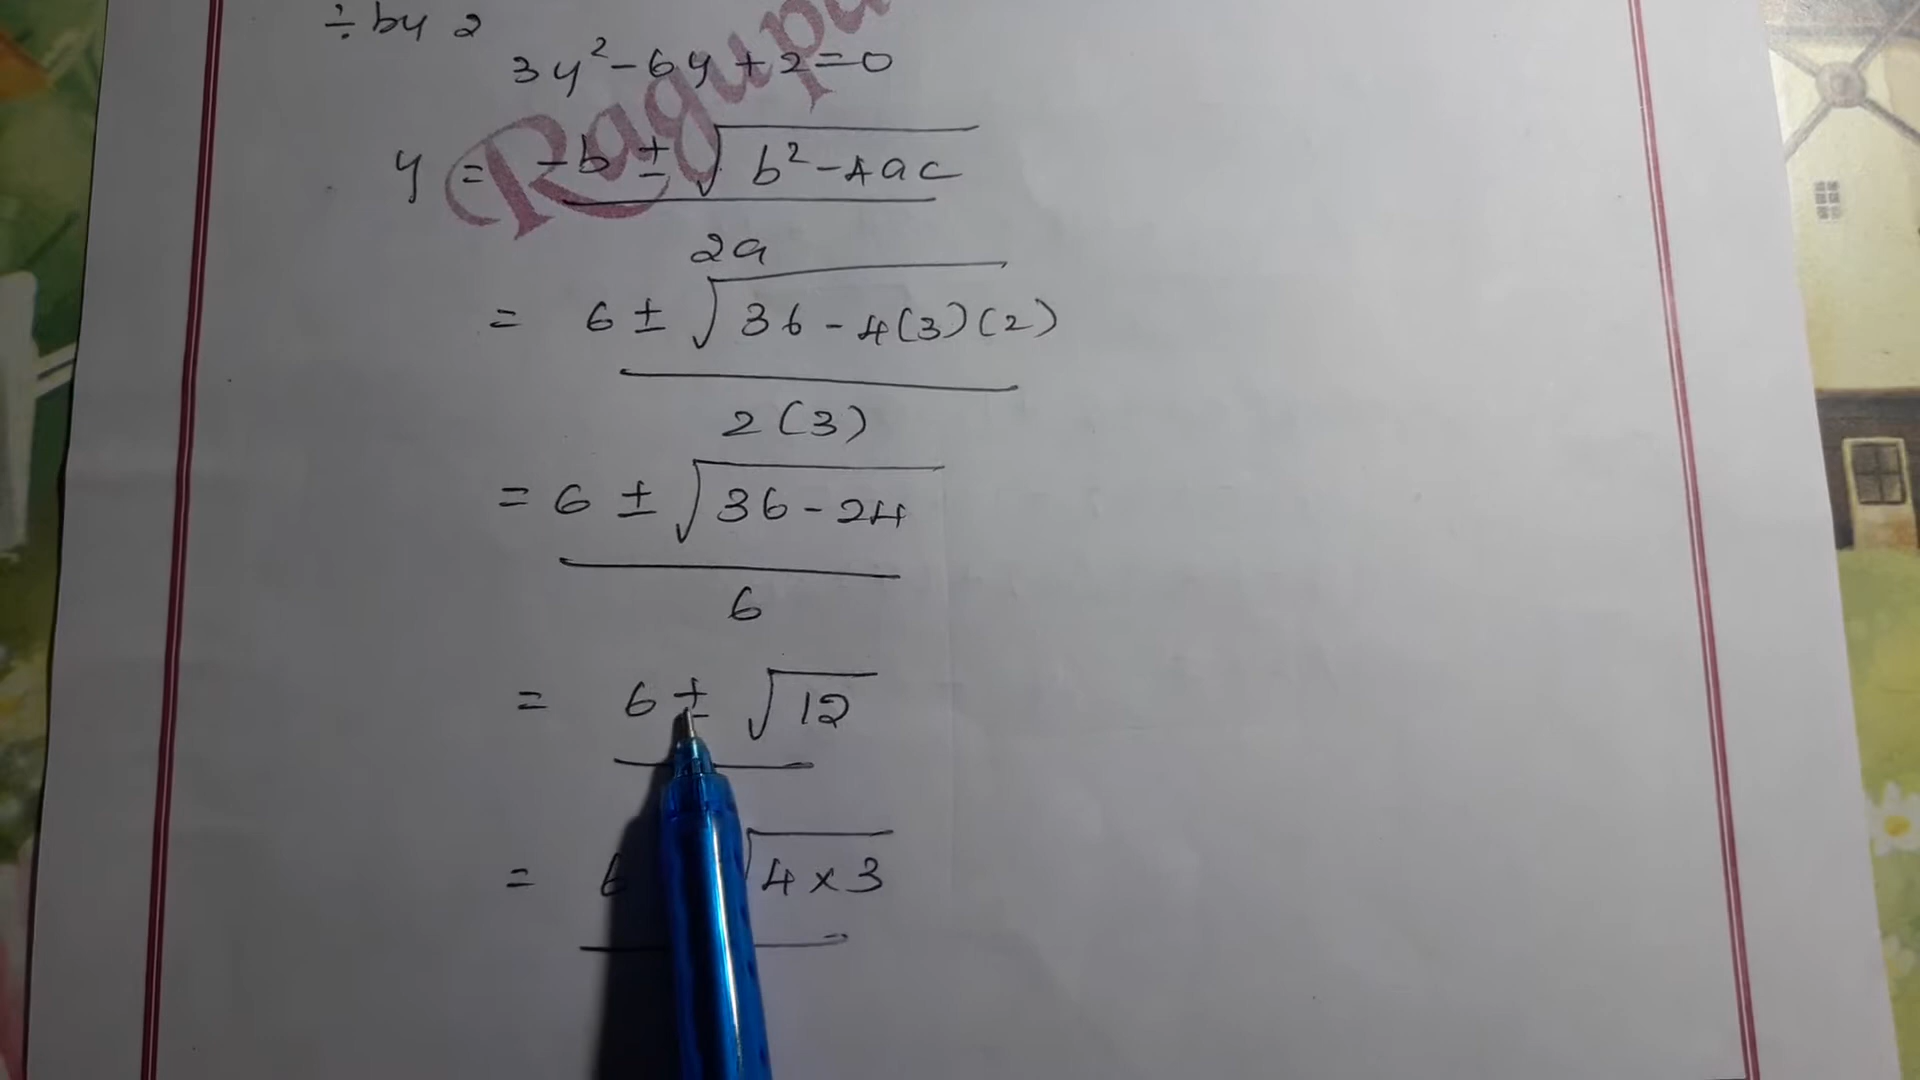 ÷ by 2
3y² - 6y + 2 = 0
Ragupa
y = -b ± √b² - 4ac
2a
= 6 ± √36 - 4(3)(2)
2(3)
= 6 ± √36 - 24
6
= 6 ± √12
= 6 √4 × 3